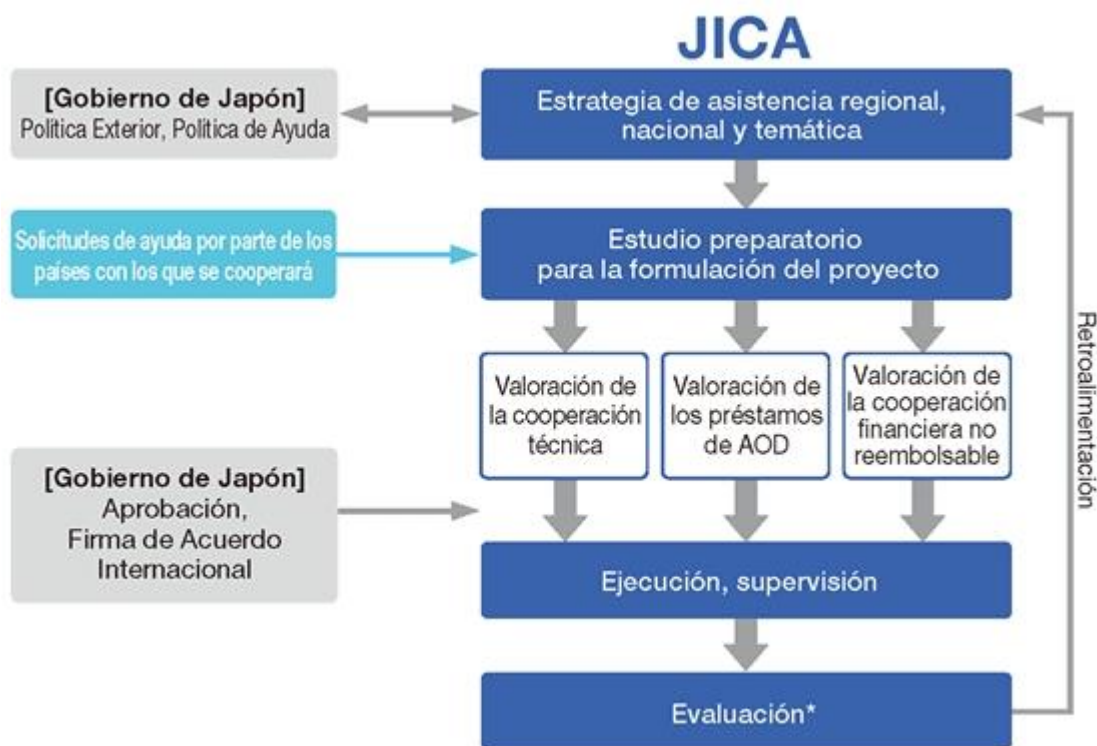 JICA
[Gobierno de Japón]
Política Exterior, Política de Ayuda
Estrategia de asistencia regional,
nacional y temática
Solicitudes de ayuda por parte de los
países con los que se cooperará
Estudio preparatorio
para la formulación del proyecto
Valoración de
la cooperación
técnica
Valoración de
los préstamos
de AOD
Valoración de
la cooperación
financiera no
reembolsable
[Gobierno de Japón]
Aprobación,
Firma de Acuerdo
Internacional
Ejecución, supervisión
Evaluación*
Retroalimentación